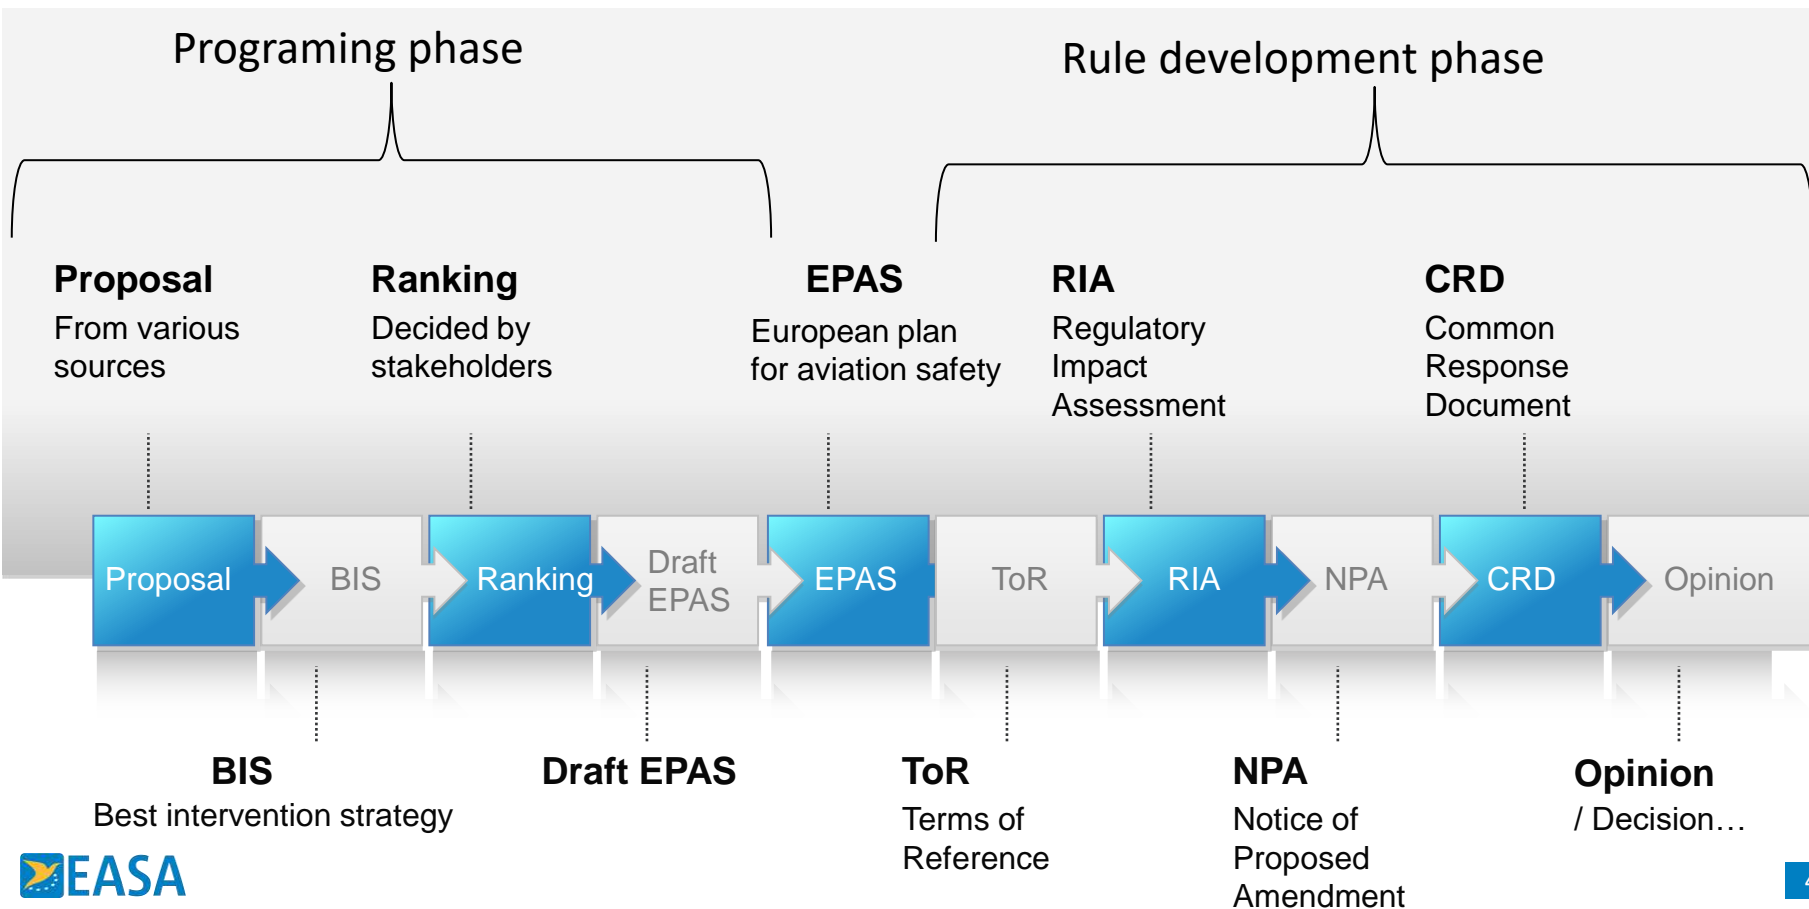 Programing phase
Rule development phase
Proposal
From various
sources
Ranking
Decided by
stakeholders
EPAS
European plan
for aviation safety
RIA
Regulatory
Impact
Assessment
CRD
Common
Response
Document
Proposal
BIS
Ranking
Draft
EPAS
EPAS
ToR
RIA
NPA
CRD
Opinion
BIS
Best intervention strategy
Draft EPAS
ToR
Terms of
Reference
NPA
Notice of
Proposed
Amendment
Opinion
/ Decision…
EASA